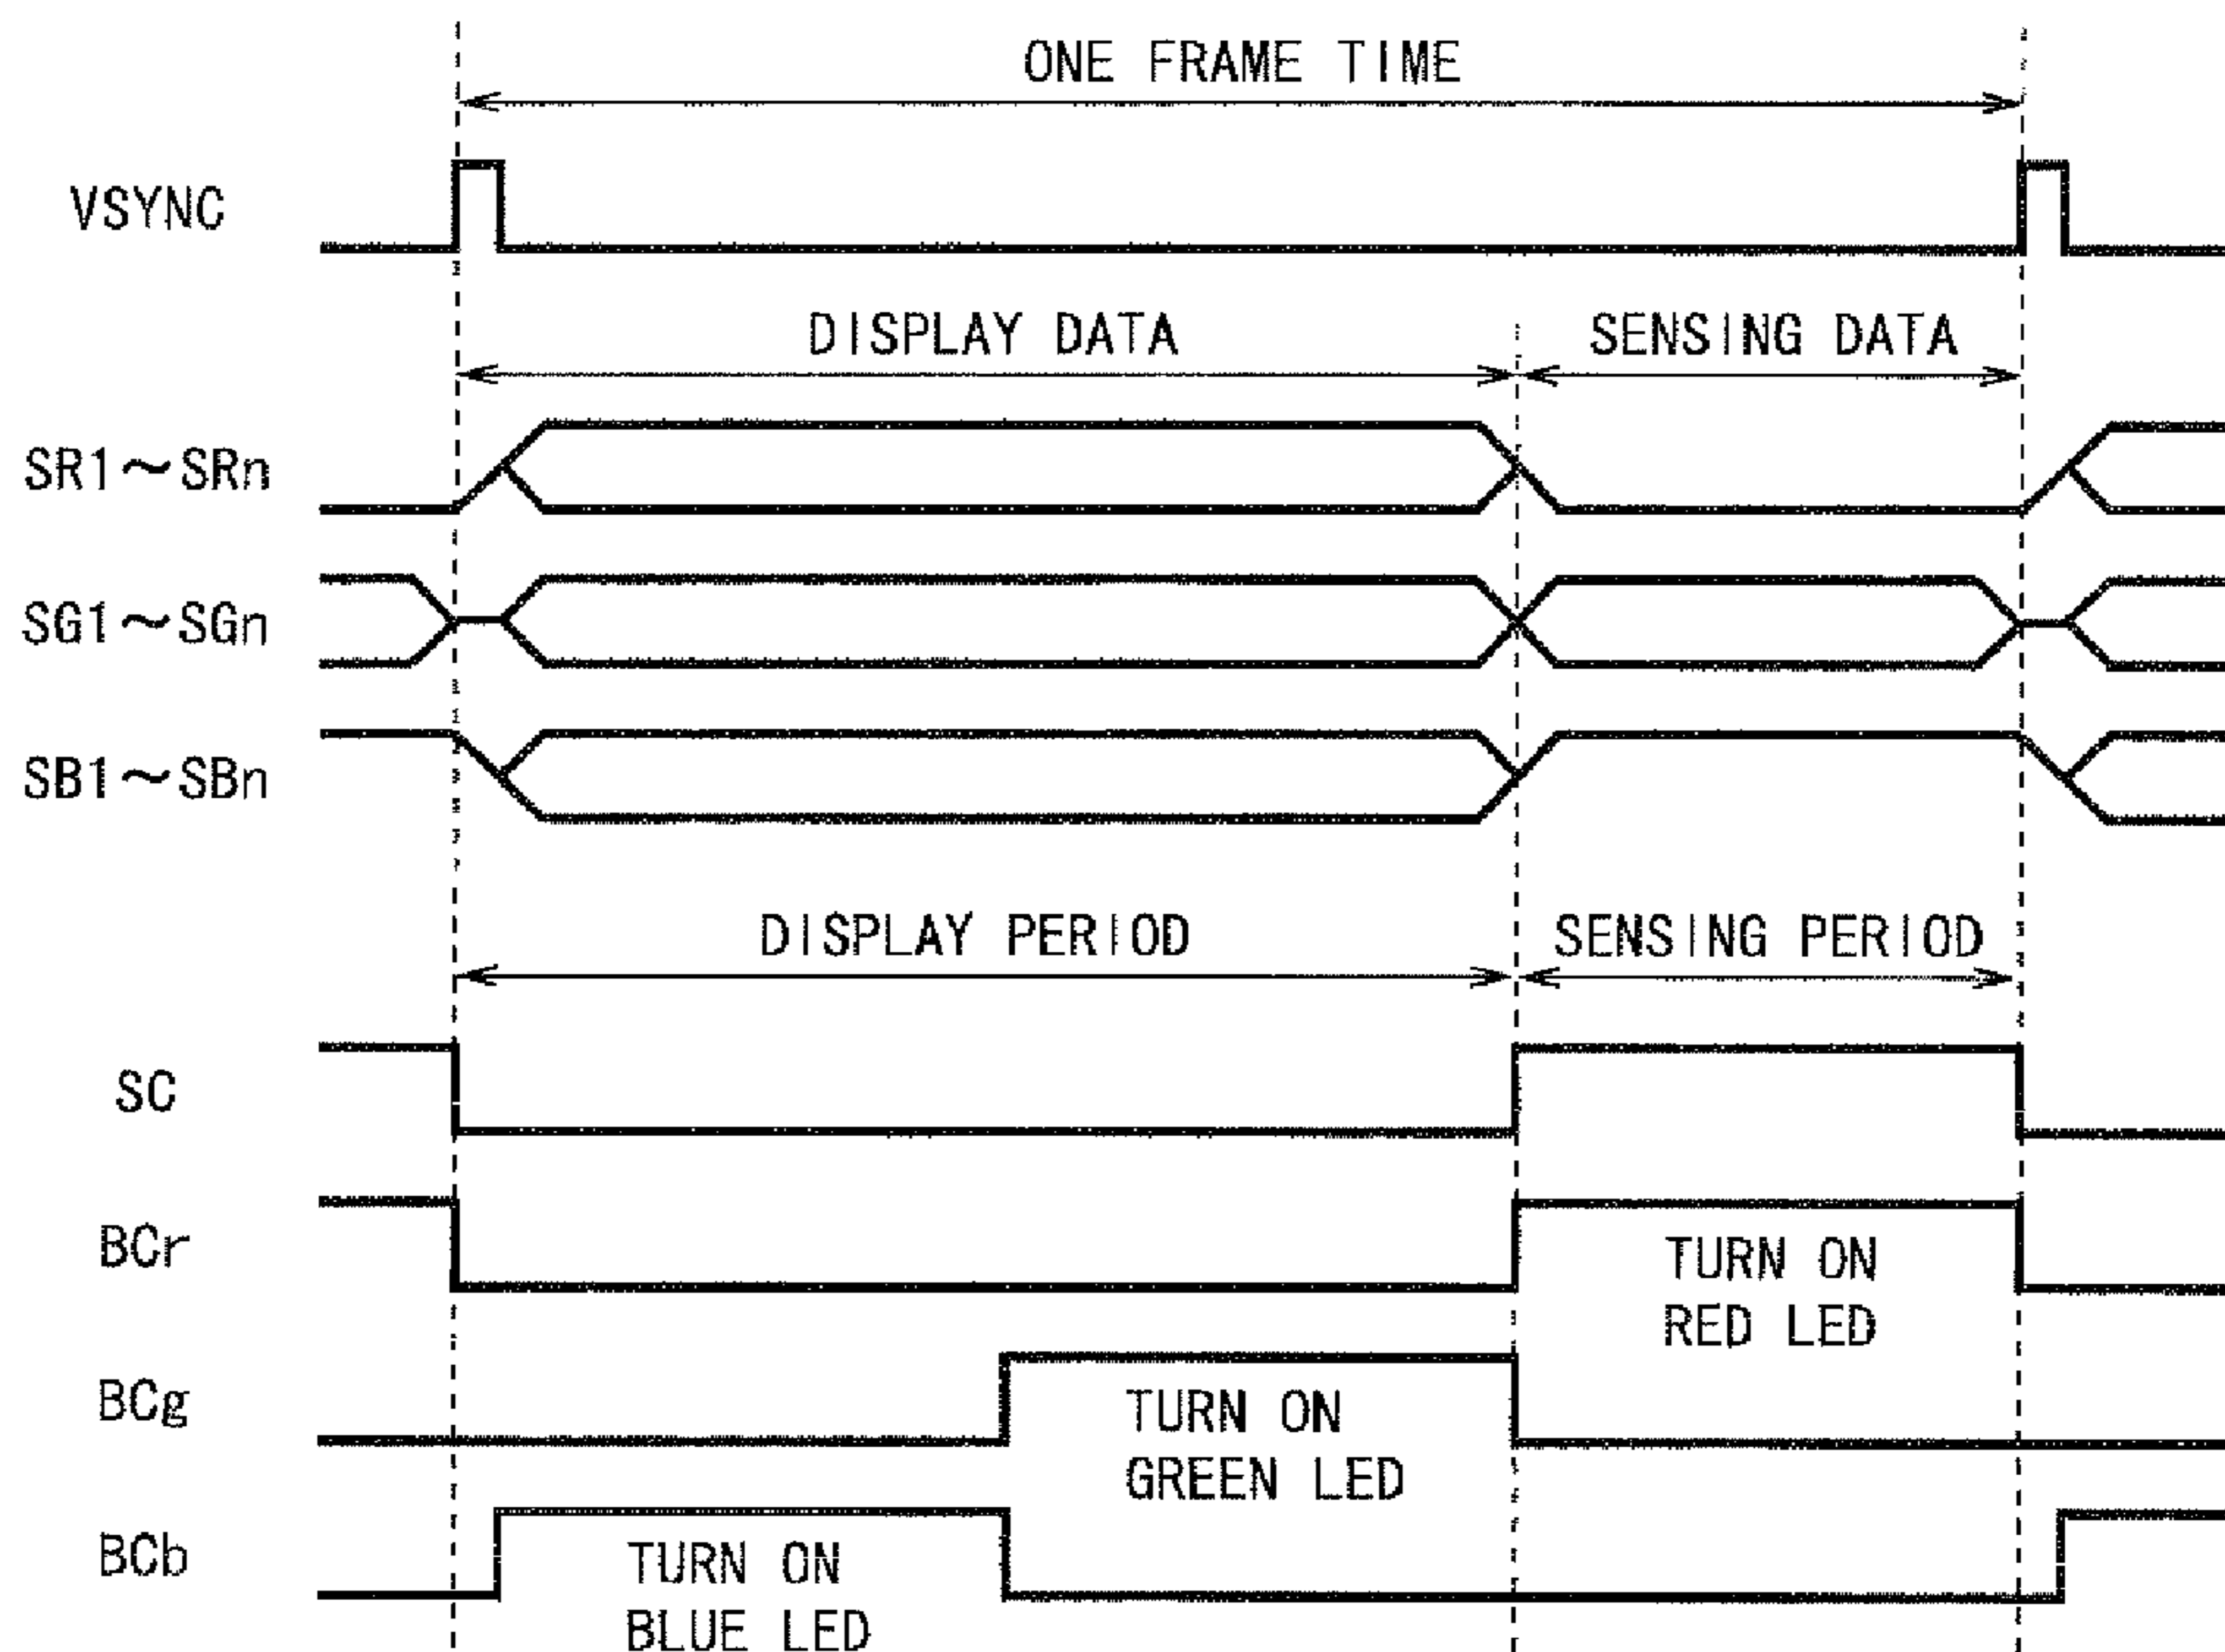 ONE FRAME TIME
VSYNC
DISPLAY DATA
SENSING DATA
SR1～SRn
SG1～SGn
SB1～SBn
DISPLAY PERIOD
SENSING PERIOD
SC
BCr
TURN ON
RED LED
BCg
TURN ON
GREEN LED
BCb
TURN ON
BLUE LED